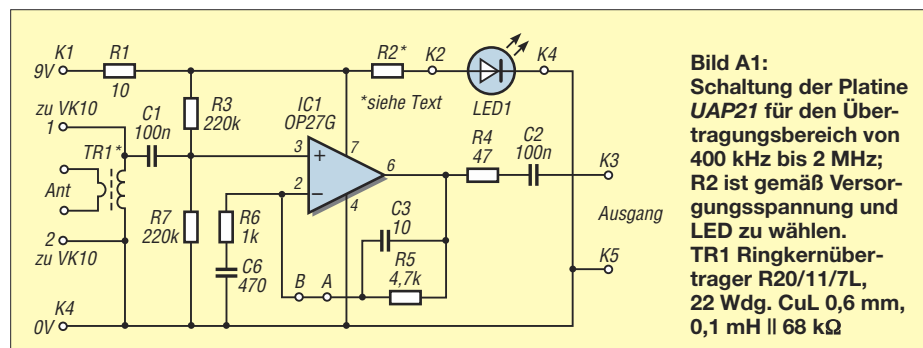 K1
9V
R1
10
R2*
K2
K4
*siehe Text
LED1
zu VK10
1
C1
100n
R3
220k
IC1
OP27G
TR1*
3
+
7
2
−
6
4
R4
47
C2
100n
K3
Ant
R7
220k
R6
1k
C3
10
Ausgang
2
zu VK10
C6
470
B
A
R5
4,7k
K5
K4
0V
Bild A1:
Schaltung der Platine
UAP21 für den Über-
tragungsbereich von
400 kHz bis 2 MHz;
R2 ist gemäß Versor-
gungsspannung und
LED zu wählen.
TR1 Ringkernüber-
trager R20/11/7L,
22 Wdg. CuL 0,6 mm,
0,1 mH || 68 kΩ